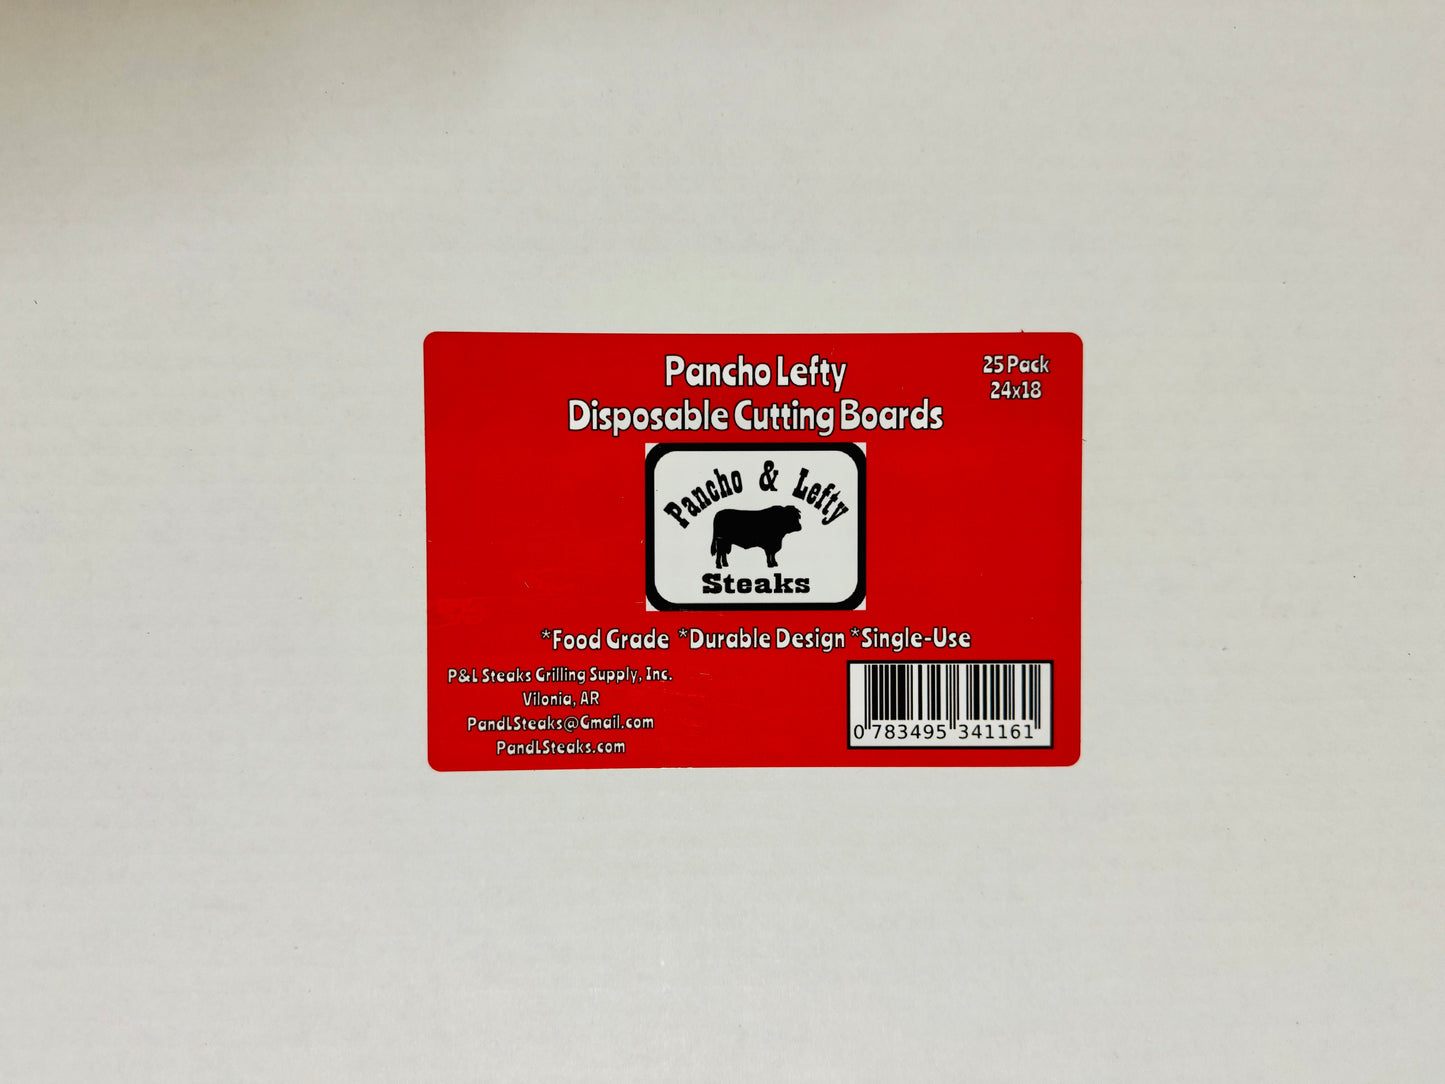 Pancho Lefty
Disposable Cutting Boards
25 Pack
24x18
Pancho & Lefty
Steaks
*Food Grade *Durable Design *Single-Use
P&L Steaks Grilling Supply, Inc.
Vilonia, AR
PandLSteaks@Gmail.com
PandLSteaks.com
0 783495 341161